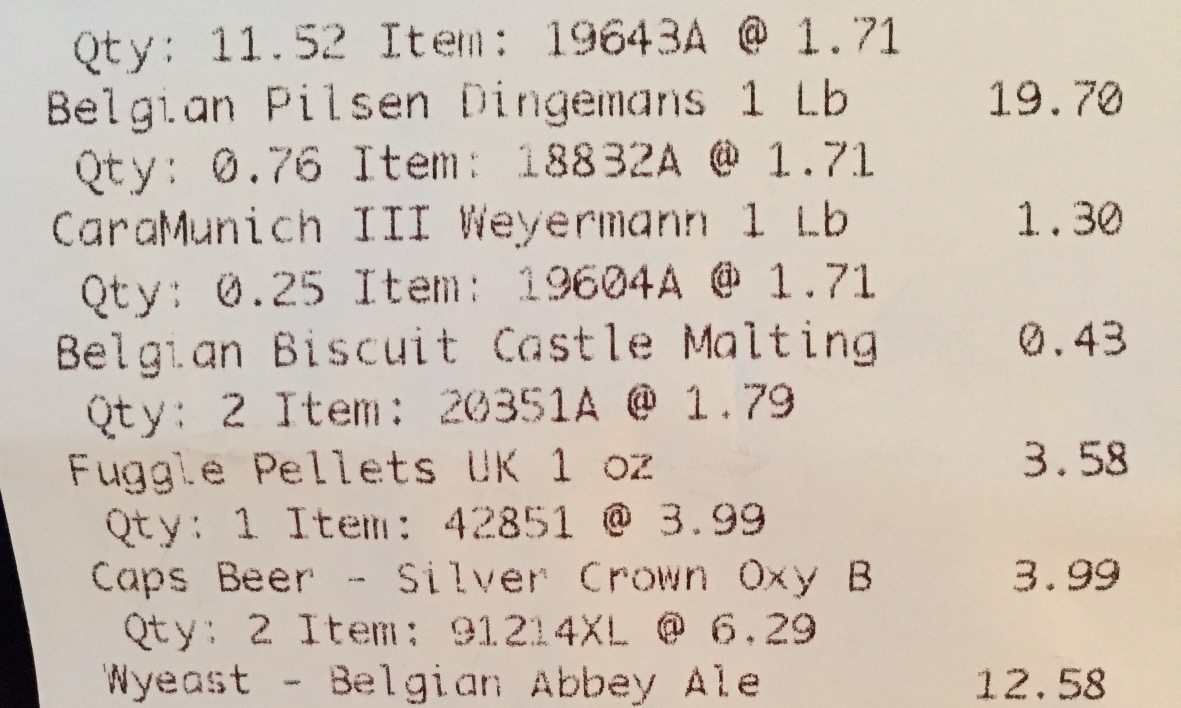 Qty: 11.52 Item: 19643A @ 1.71
Belgian Pilsen Dingemans 1 Lb 19.70
Qty: 0.76 Item: 18832A @ 1.71
CaraMunich III Weyermann 1 Lb 1.30
Qty: 0.25 Item: 19604A @ 1.71
Belgian Biscuit Castle Malting 0.43
Qty: 2 Item: 20351A @ 1.79
Fuggle Pellets UK 1 oz 3.58
Qty: 1 Item: 42851 @ 3.99
Caps Beer - Silver Crown Oxy B 3.99
Qty: 2 Item: 91214XL @ 6.29
Wyeast - Belgian Abbey Ale 12.58